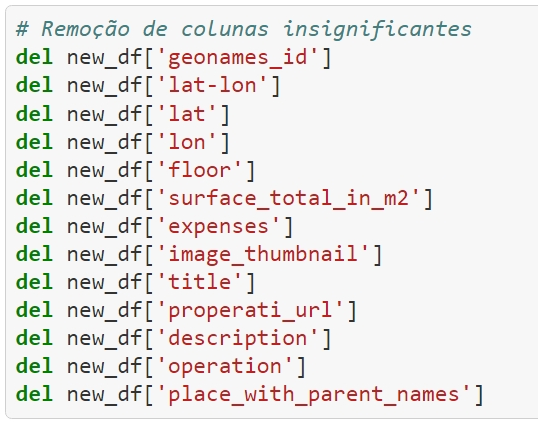 # Remoção de colunas insignificantes
del new_df['geonames_id']
del new_df['lat-lon']
del new_df['lat']
del new_df['lon']
del new_df['floor']
del new_df['surface_total_in_m2']
del new_df['expenses']
del new_df['image_thumbnail']
del new_df['title']
del new_df['properati_url']
del new_df['description']
del new_df['operation']
del new_df['place_with_parent_names']